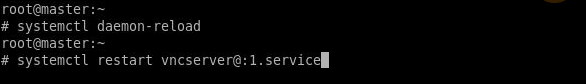 root@master:~
# systemctl daemon-reload
root@master:~
# systemctl restart vncserver@:1.service